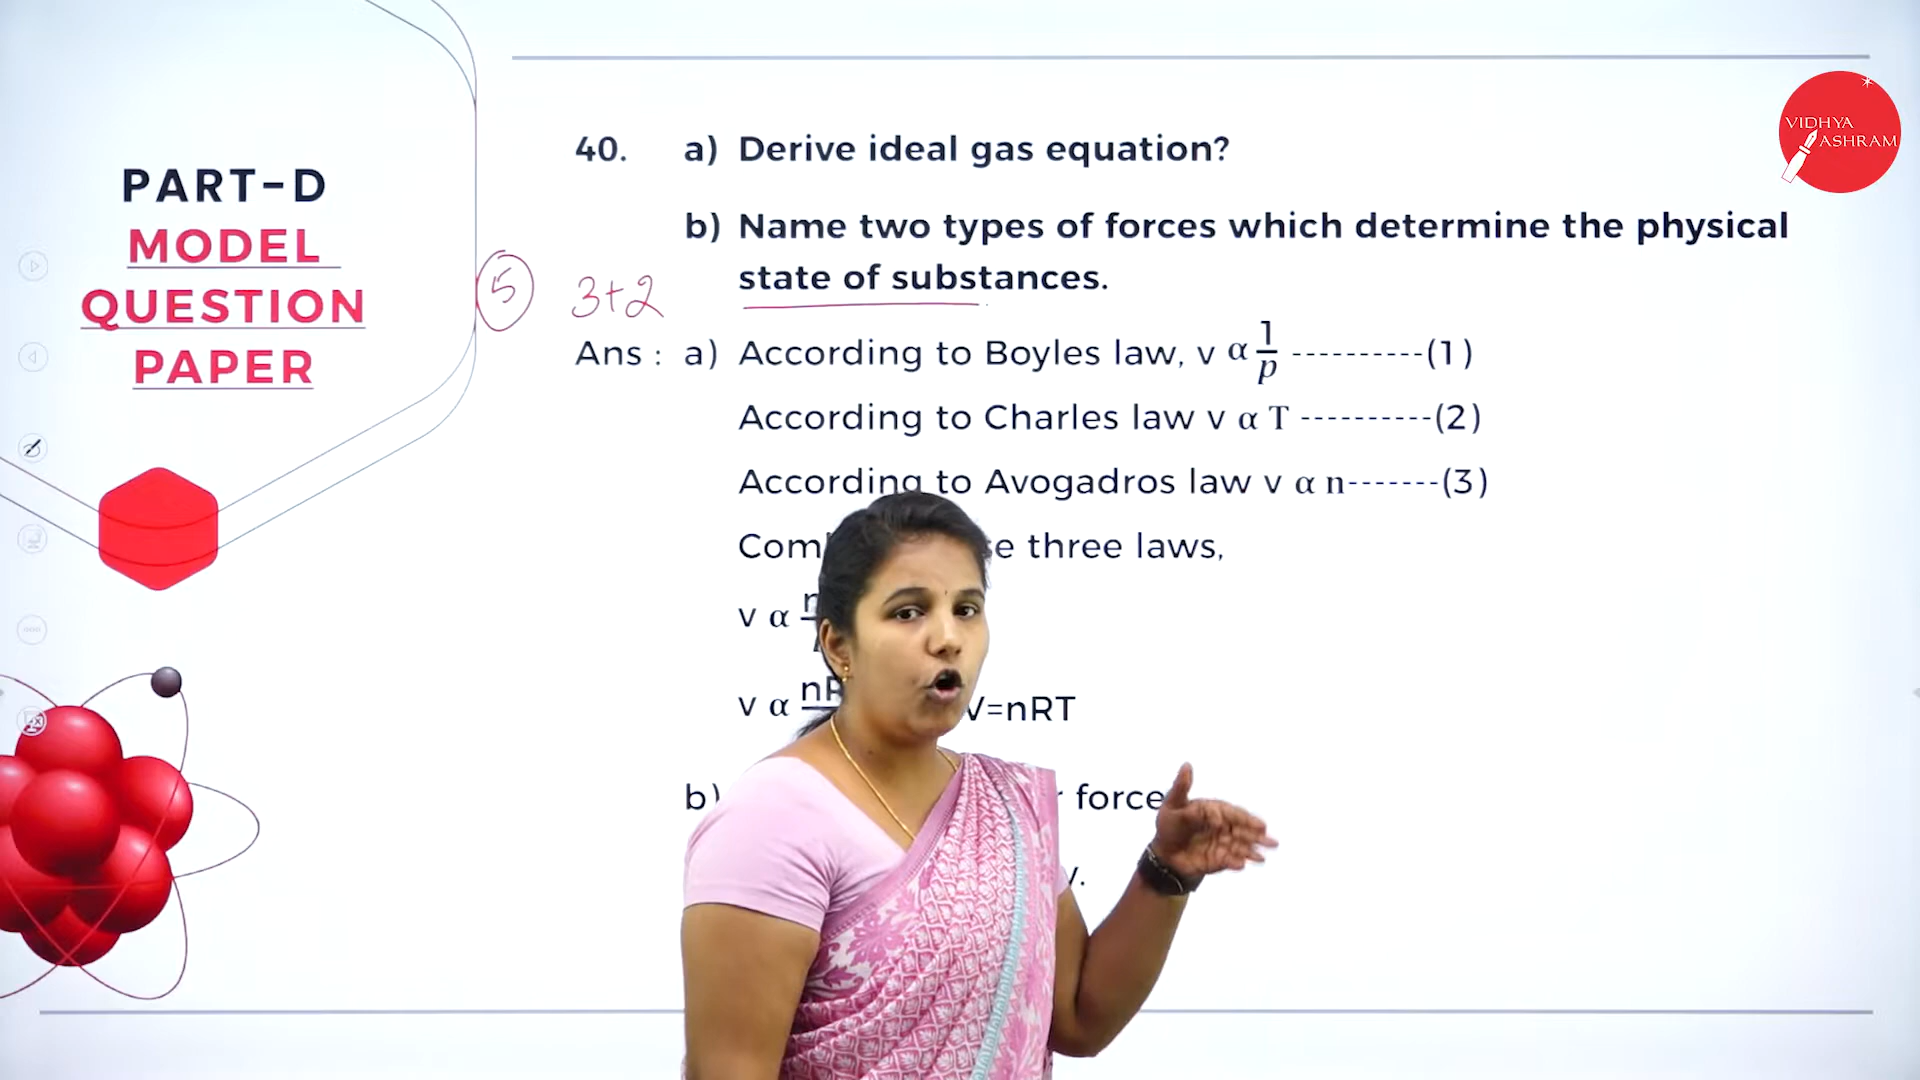 PART-D
MODEL
QUESTION
PAPER
VIDHYA
ASHRAM
40. a) Derive ideal gas equation?
b) Name two types of forces which determine the physical
state of substances.
5 3+2
Ans : a) According to Boyles law, v α 1/p ----------(1)
According to Charles law v α T ----------(2)
According to Avogadros law v α n-------(3)
three laws,
v α
v α V=nRT
b) force